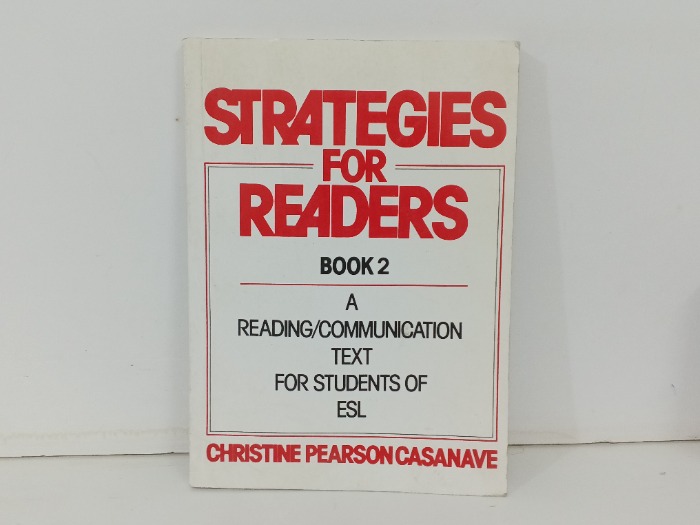 STRATEGIES
FOR
READERS
BOOK 2
A
READING/COMMUNICATION
TEXT
FOR STUDENTS OF
ESL
CHRISTINE PEARSON CASANAVE